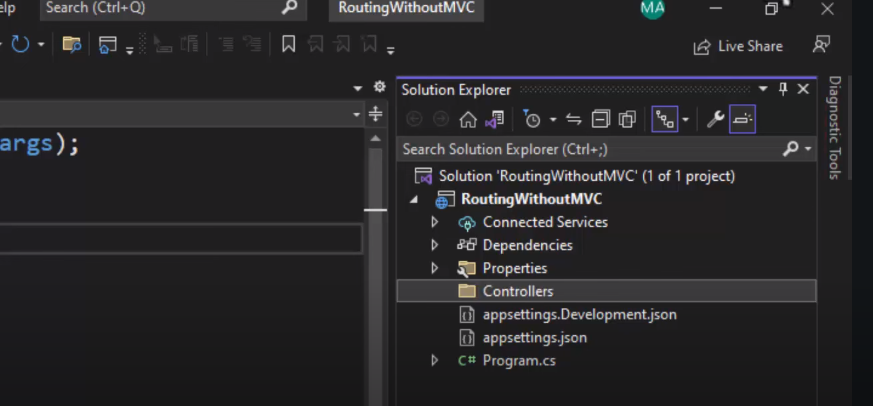 elp
Search (Ctrl+Q)
RoutingWithoutMVC
MA
Live Share
Solution Explorer
args);
Search Solution Explorer (Ctrl+;)
Solution 'RoutingWithoutMVC' (1 of 1 project)
RoutingWithoutMVC
Connected Services
Dependencies
Properties
Controllers
appsettings.Development.json
appsettings.json
C# Program.cs
Diagnostic Tools